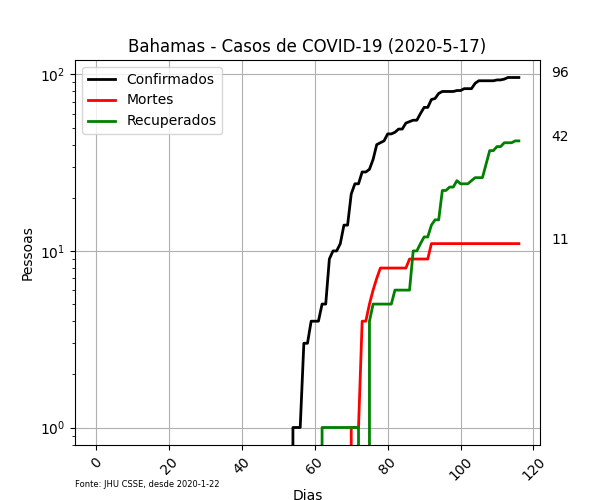 Bahamas - Casos de COVID-19 (2020-5-17)
Confirmados
Mortes
Recuperados
10²
10¹
10⁰
Pessoas
96
42
11
0 20 40 60 80 100 120
Fonte: JHU CSSE, desde 2020-1-22
Dias